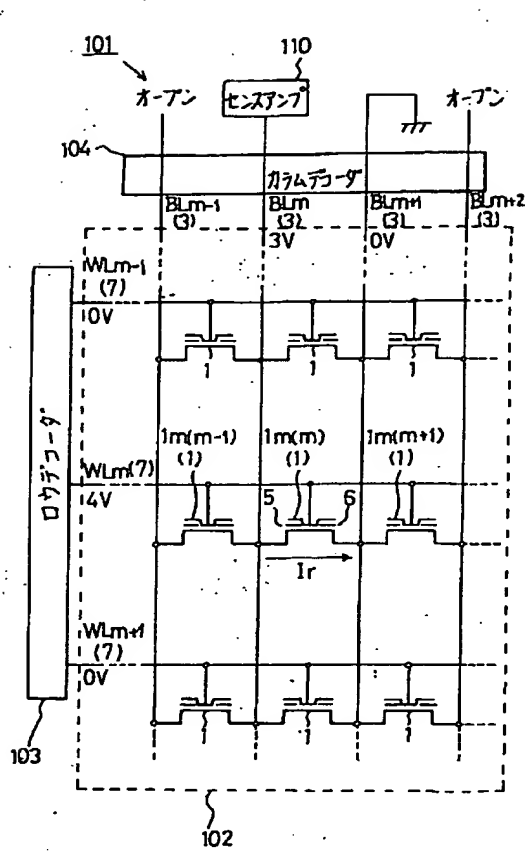 101
110
オープン
センスアンプ
オープン
104
カラムデコーダ
BLm-1
(3)
BLm
(3)
3V
BLm+1
(3)
0V
BLm+2
(3)
WLm-1
(7)
0V
1
1
1
ロウデコーダ
1m(m-1)
(1)
1m(m)
(1)
1m(m+1)
(1)
WLm(7)
4V
5
6
Ir
WLm+1
(7)
0V
1
1
1
103
102